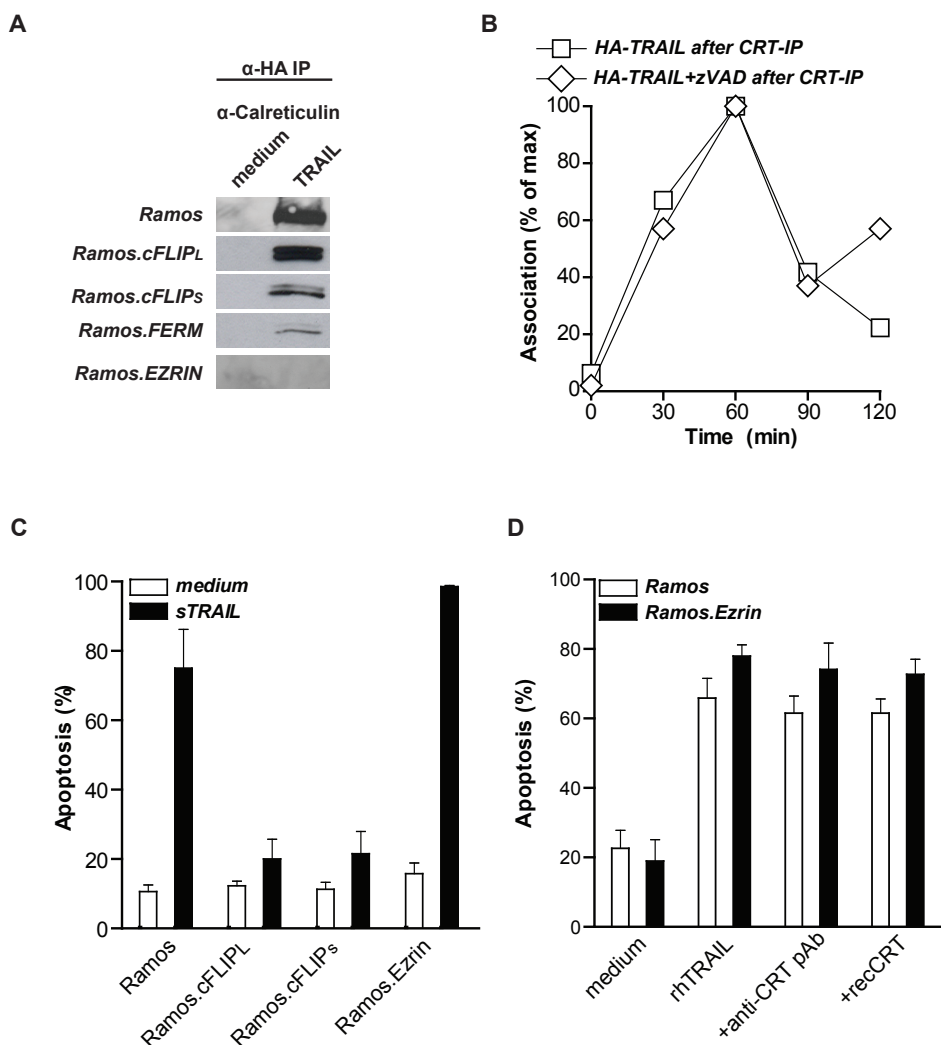 A
α-HA IP
α-Calreticulin
medium
TRAIL
Ramos
Ramos.cFLIPL
Ramos.cFLIPS
Ramos.FERM
Ramos.EZRIN
B
HA-TRAIL after CRT-IP
HA-TRAIL+zVAD after CRT-IP
Association (% of max)
100
80
60
40
20
0
0 30 60 90 120
Time (min)
C
medium
sTRAIL
Apoptosis (%)
100
80
60
40
20
0
Ramos
Ramos.cFLIPL
Ramos.cFLIPS
Ramos.Ezrin
D
Ramos
Ramos.Ezrin
Apoptosis (%)
100
80
60
40
20
0
medium
rhTRAIL
+anti-CRT pAb
+recCRT